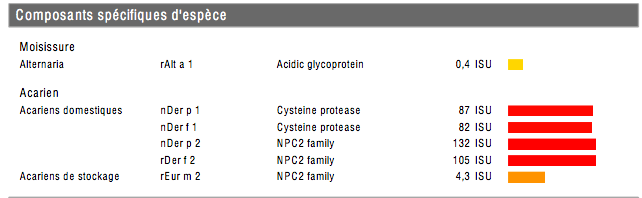 Composants spécifiques d'espèce
Moisissure
Alternaria rAlt a 1 Acidic glycoprotein 0,4 ISU
Acarien
Acariens domestiques nDer p 1 Cysteine protease 87 ISU
nDer f 1 Cysteine protease 82 ISU
nDer p 2 NPC2 family 132 ISU
rDer f 2 NPC2 family 105 ISU
Acariens de stockage rEur m 2 NPC2 family 4,3 ISU